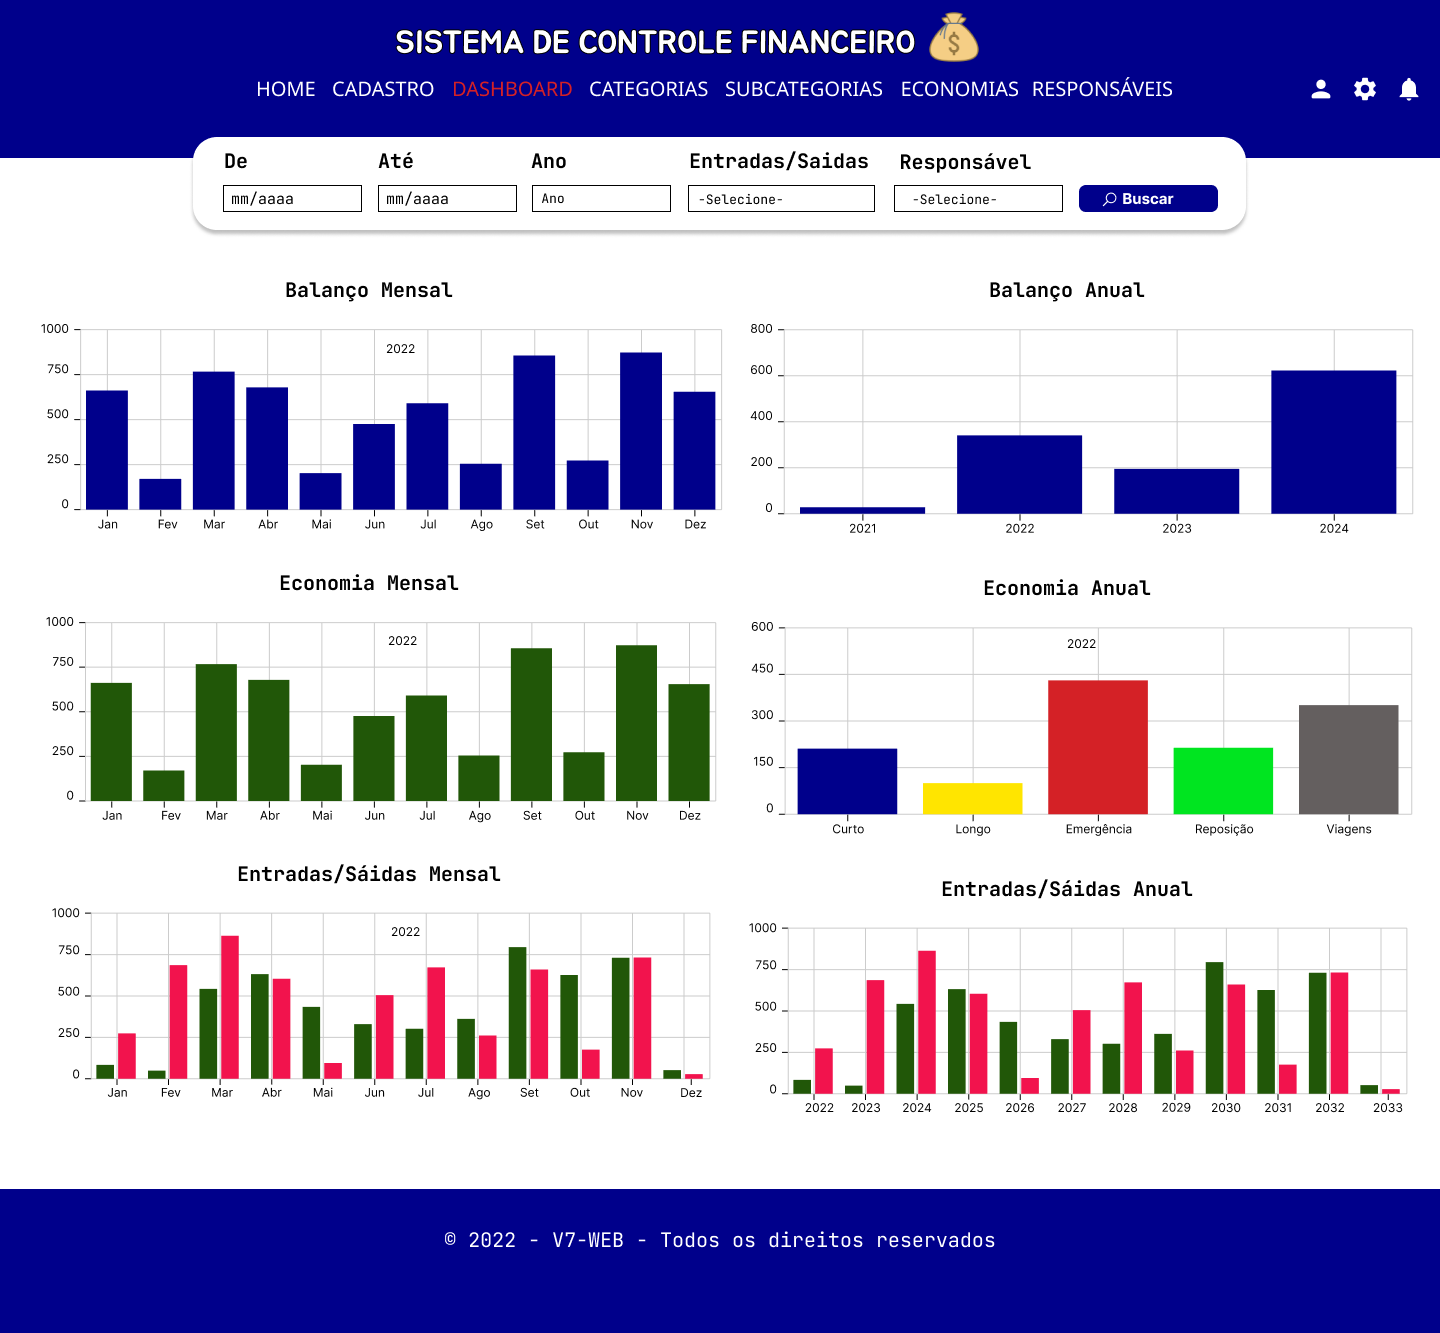 SISTEMA DE CONTROLE FINANCEIRO
HOME CADASTRO DASHBOARD CATEGORIAS SUBCATEGORIAS ECONOMIAS RESPONSÁVEIS
De Até Ano Entradas/Saidas Responsável
mm/aaaa mm/aaaa Ano -Selecione- -Selecione- Buscar
Balanço Mensal
1000
2022
750
500
250
0
Jan Fev Mar Abr Mai Jun Jul Ago Set Out Nov Dez
Balanço Anual
800
600
400
200
0
2021 2022 2023 2024
Economia Mensal
1000
2022
750
500
250
0
Jan Fev Mar Abr Mai Jun Jul Ago Set Out Nov Dez
Economia Anual
600
2022
450
300
150
0
Curto Longo Emergência Reposição Viagens
Entradas/Sáidas Mensal
1000
2022
750
500
250
0
Jan Fev Mar Abr Mai Jun Jul Ago Set Out Nov Dez
Entradas/Sáidas Anual
1000
750
500
250
0
2022 2023 2024 2025 2026 2027 2028 2029 2030 2031 2032 2033
© 2022 - V7-WEB - Todos os direitos reservados